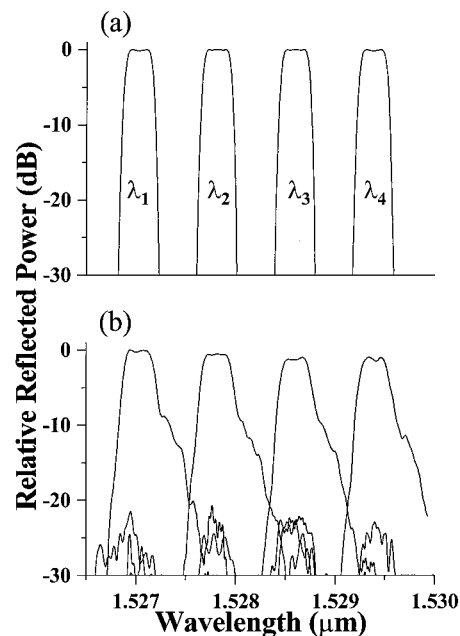 (a)
0
-10
-20
-30
λ1 λ2 λ3 λ4
Relative Reflected Power (dB)
(b)
0
-10
-20
-30
1.527 1.528 1.529 1.530
Wavelength (μm)